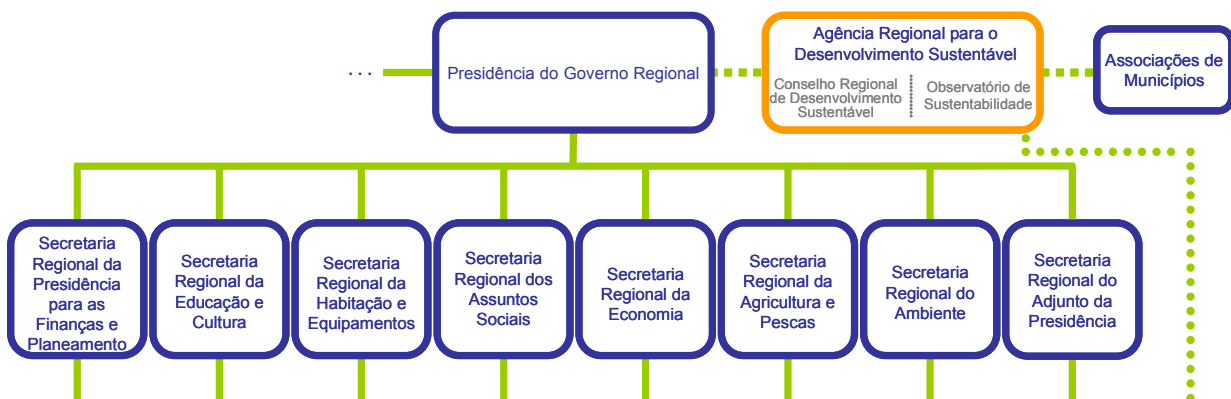 . . .
Presidência do Governo Regional
Agência Regional para o
Desenvolvimento Sustentável
Conselho Regional
de Desenvolvimento
Sustentável
Observatório de
Sustentabilidade
Associações de
Municípios
Secretaria
Regional da
Presidência
para as
Finanças e
Planeamento
Secretaria
Regional da
Educação e
Cultura
Secretaria
Regional da
Habitação e
Equipamentos
Secretaria
Regional dos
Assuntos
Sociais
Secretaria
Regional da
Economia
Secretaria
Regional da
Agricultura e
Pescas
Secretaria
Regional do
Ambiente
Secretaria
Regional do
Adjunto da
Presidência